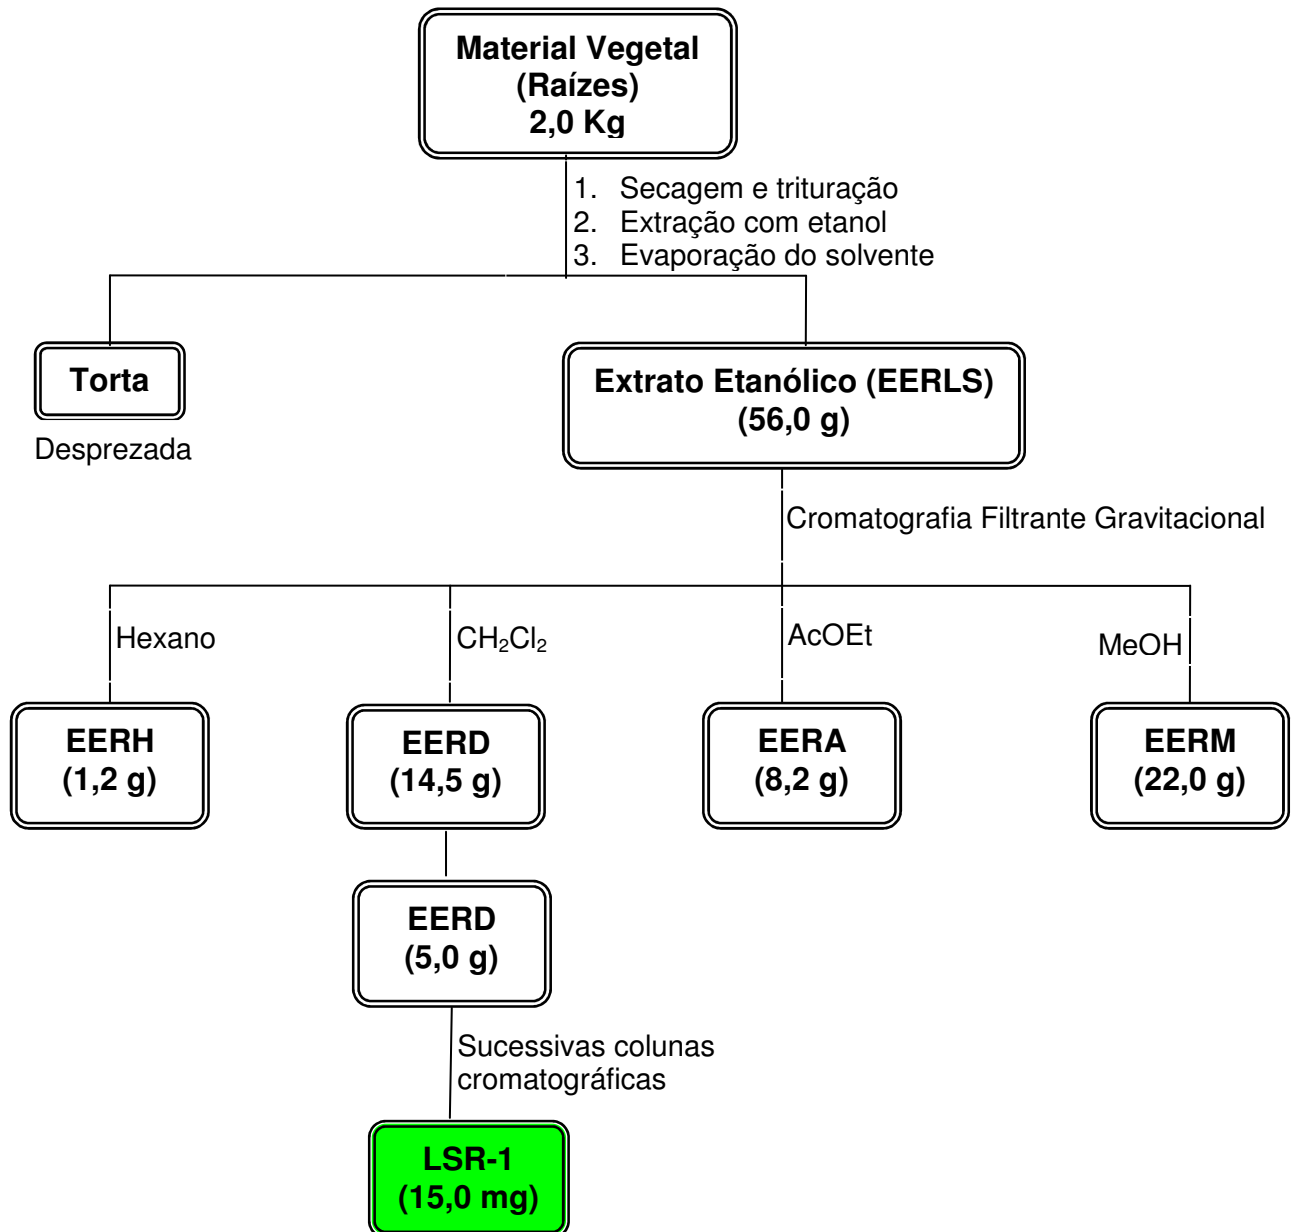 Material Vegetal
(Raízes)
2,0 Kg
1. Secagem e trituração
2. Extração com etanol
3. Evaporação do solvente
Torta
Desprezada
Extrato Etanólico (EERLS)
(56,0 g)
Cromatografia Filtrante Gravitacional
Hexano
CH₂Cl₂
AcOEt
MeOH
EERH
(1,2 g)
EERD
(14,5 g)
EERA
(8,2 g)
EERM
(22,0 g)
EERD
(5,0 g)
Sucessivas colunas
cromatográficas
LSR-1
(15,0 mg)